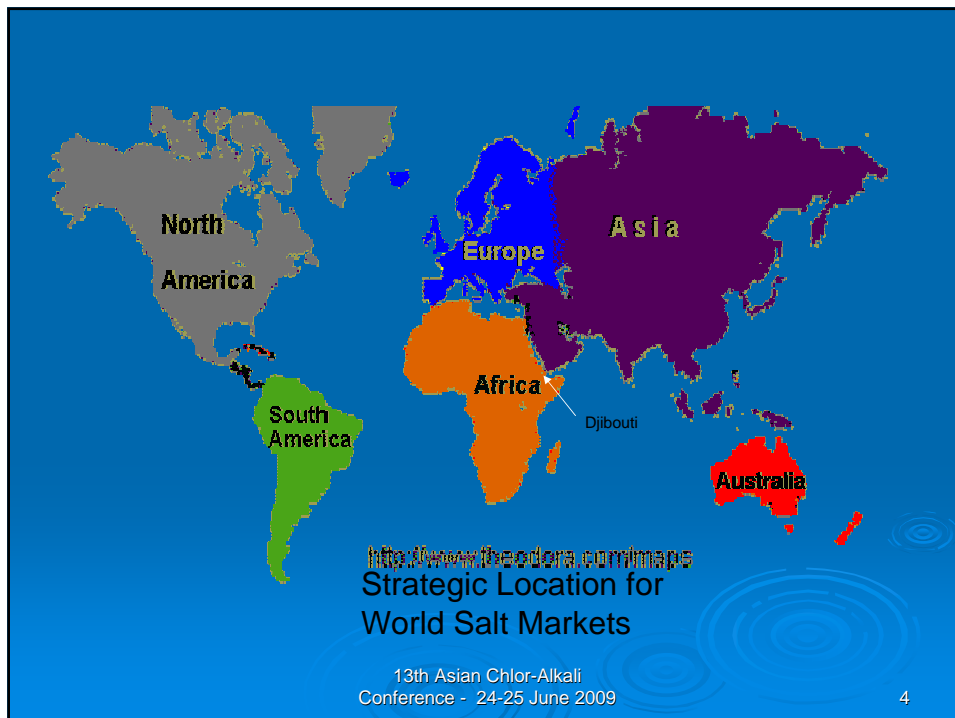 North
America
Europe
A s i a
Africa
South
America
Djibouti
Australia
http://www.theodora.com/maps
Strategic Location for
World Salt Markets
13th Asian Chlor-Alkali
Conference -  24-25 June 2009
4